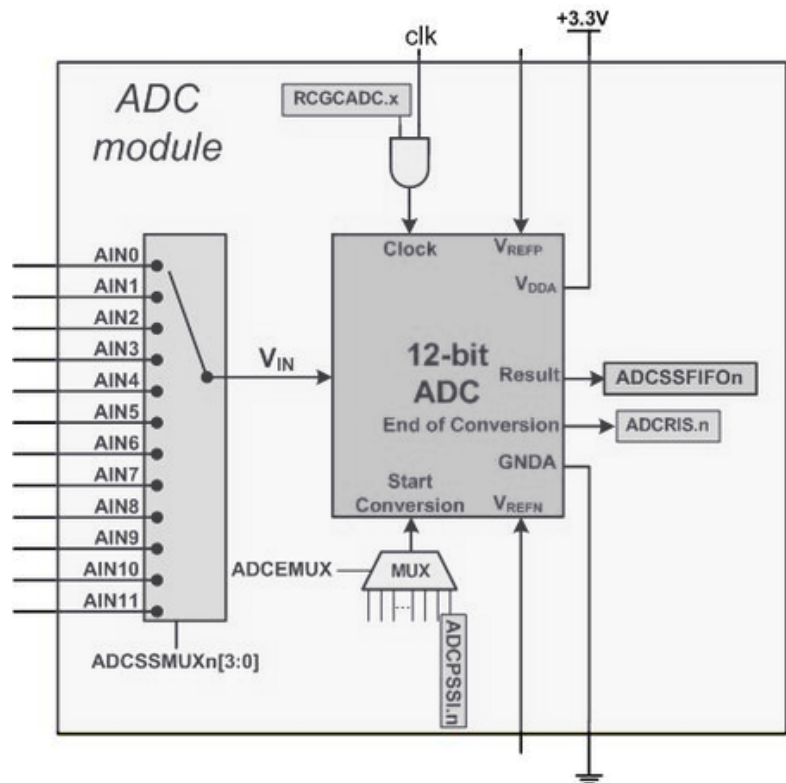 +3.3V
clk
ADC
module
RCGCADC.x
Clock
VREFP
VDDA
AIN0
AIN1
AIN2
AIN3
AIN4
AIN5
AIN6
AIN7
AIN8
AIN9
AIN10
AIN11
VIN
12-bit
ADC
Result
ADCSSFIFOn
End of Conversion
ADCRIS.n
GNDA
Start
Conversion
VREFN
ADCEMUX
MUX
ADCPSSI.n
ADCSSMUXn[3:0]